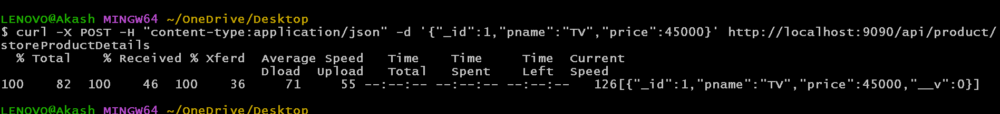 LENOVO@Akash MINGW64 ~/OneDrive/Desktop
$ curl -X POST -H "content-type:application/json" -d '{"_id":1,"pname":"TV","price":45000}' http://localhost:9090/api/product/
storeProductDetails
  % Total    % Received % Xferd  Average Speed   Time    Time     Time  Current
                                 Dload  Upload   Total   Spent    Left  Speed
100    82  100    46  100    36     71     55 --:--:-- --:--:-- --:--:--   126[{"_id":1,"pname":"TV","price":45000,"__v":0}]
LENOVO@Akash MINGW64 ~/OneDrive/Desktop